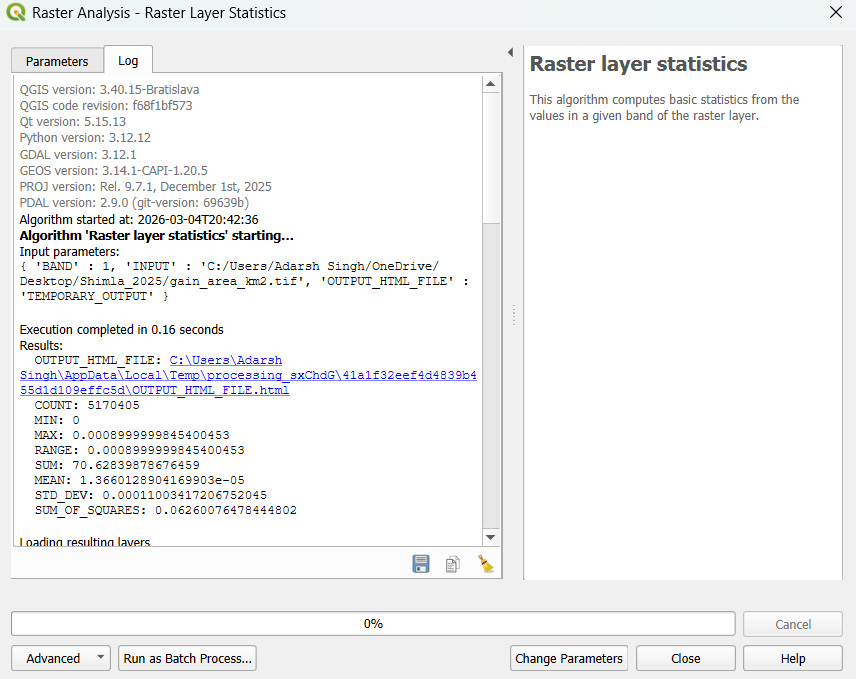 Raster Analysis - Raster Layer Statistics
Parameters
Log
QGIS version: 3.40.15-Bratislava
QGIS code revision: f68f1bf573
Qt version: 5.15.13
Python version: 3.12.12
GDAL version: 3.12.1
GEOS version: 3.14.1-CAPI-1.20.5
PROJ version: Rel. 9.7.1, December 1st, 2025
PDAL version: 2.9.0 (git-version: 69639b)
Algorithm started at: 2026-03-04T20:42:36
Algorithm 'Raster layer statistics' starting…
Input parameters:
{ 'BAND' : 1, 'INPUT' : 'C:/Users/Adarsh Singh/OneDrive/
Desktop/Shimla_2025/gain_area_km2.tif', 'OUTPUT_HTML_FILE' :
'TEMPORARY_OUTPUT' }
Execution completed in 0.16 seconds
Results:
OUTPUT_HTML_FILE: C:\Users\Adarsh
Singh\AppData\Local\Temp\processing_sxChdG\41a1f32eef4d4839b4
55d1d109effc5d\OUTPUT_HTML_FILE.html
COUNT: 5170405
MIN: 0
MAX: 0.0008999999845400453
RANGE: 0.0008999999845400453
SUM: 70.62839878676459
MEAN: 1.3660128904169903e-05
STD_DEV: 0.00011003417206752045
SUM_OF_SQUARES: 0.06260076478444802
Loading resulting layers
Raster layer statistics
This algorithm computes basic statistics from the
values in a given band of the raster layer.
0%
Cancel
Advanced
Run as Batch Process…
Change Parameters
Close
Help